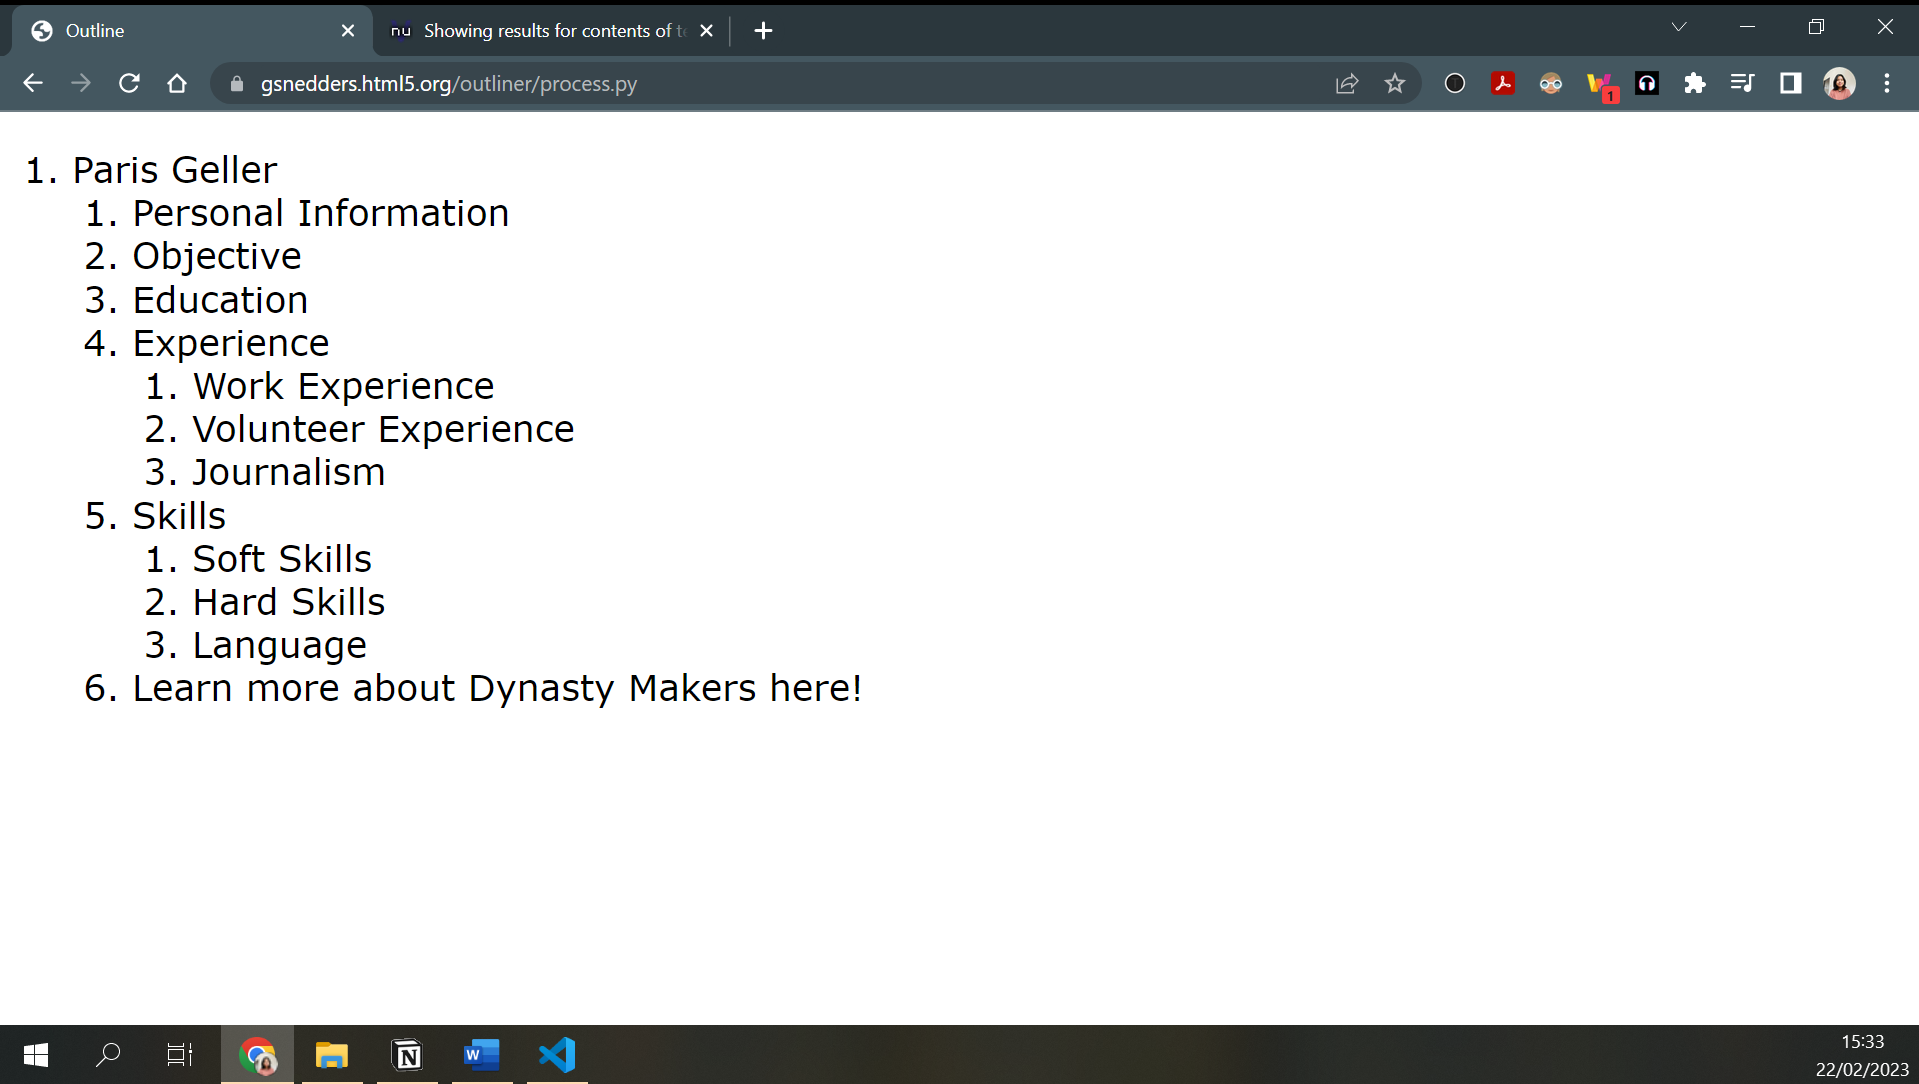 Outline
nu Showing results for contents of te
gsnedders.html5.org/outliner/process.py
1
1. Paris Geller
1. Personal Information
2. Objective
3. Education
4. Experience
1. Work Experience
2. Volunteer Experience
3. Journalism
5. Skills
1. Soft Skills
2. Hard Skills
3. Language
6. Learn more about Dynasty Makers here!
15:33
22/02/2023